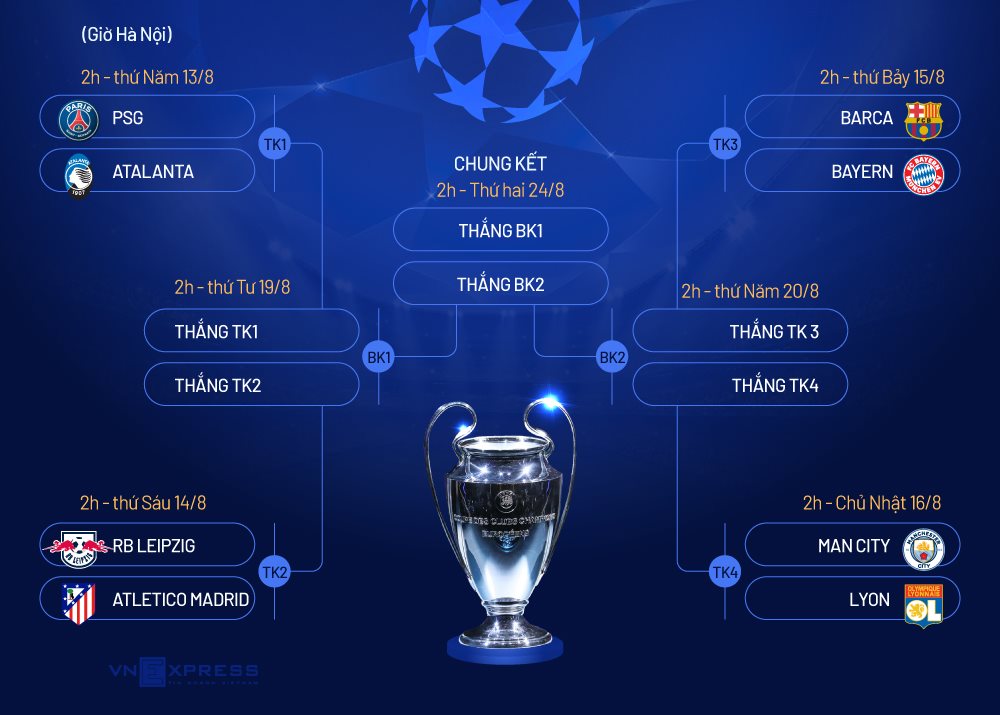 (Giờ Hà Nội)
2h - thứ Năm 13/8
PSG
ATALANTA
TK1
2h - thứ Bảy 15/8
BARCA
BAYERN
TK3
CHUNG KẾT
2h - Thứ hai 24/8
THẮNG BK1
THẮNG BK2
2h - thứ Tư 19/8
THẮNG TK1
THẮNG TK2
BK1
2h - thứ Năm 20/8
THẮNG TK 3
THẮNG TK4
BK2
2h - thứ Sáu 14/8
RB LEIPZIG
ATLETICO MADRID
TK2
2h - Chủ Nhật 16/8
MAN CITY
LYON
TK4
VNEXPRESS